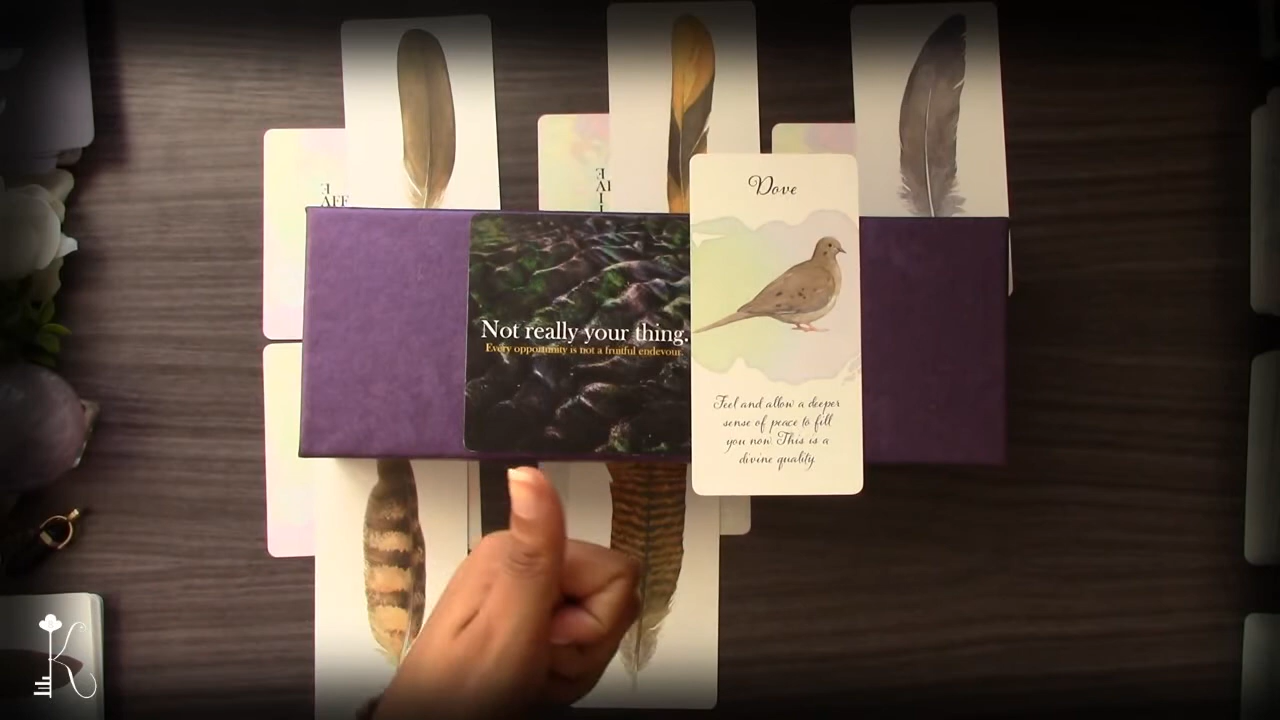 Dove
Not really your thing.
Every opportunity is not a fruitful endevour.
Feel and allow a deeper
sense of peace to fill
you now. This is a
divine quality.
K